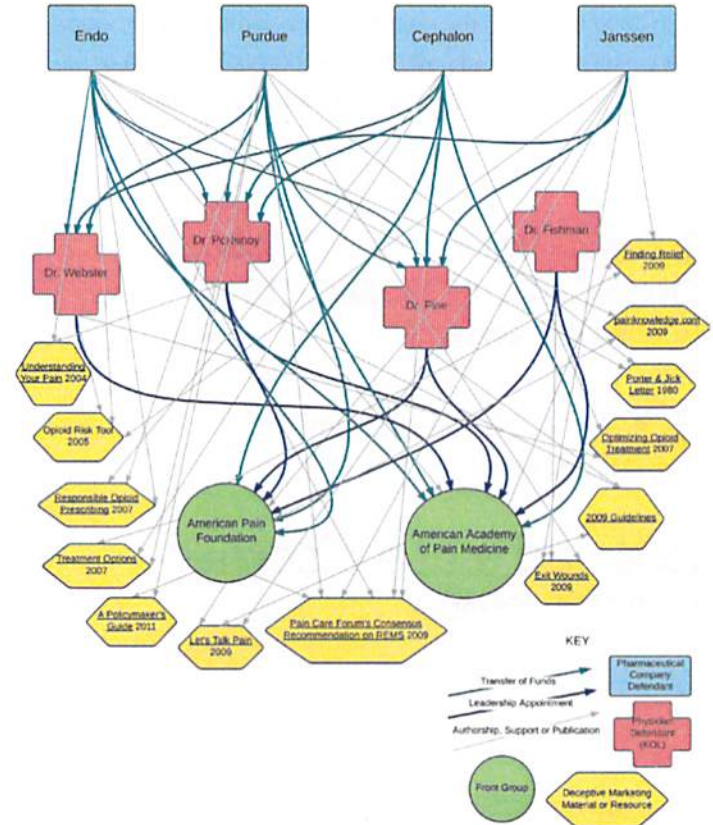 Endo
Purdue
Cephalon
Janssen
Dr. Webster
Dr. Portenoy
Dr. Fine
Dr. Fishman
Finding Relief
2009
painknowledge.com
2009
Porter & Jick
Letter 1980
Optimizing Opioid
Treatment 2007
2009 Guidelines
Exit Wounds
2009
Understanding
Your Pain 2004
Opioid Risk Tool
2005
Responsible Opioid
Prescribing 2007
Treatment Options
2007
A Policymaker's
Guide 2011
Let's Talk Pain
2009
Pain Care Forum's Consensus
Recommendation on REMS 2009
American Pain
Foundation
American Academy
of Pain Medicine
KEY
Transfer of Funds
Leadership Appointment
Authorship, Support or Publication
Pharmaceutical
Company
Defendant
Physician
Defendant
(KOL)
Front Group
Deceptive Marketing
Material or Resource